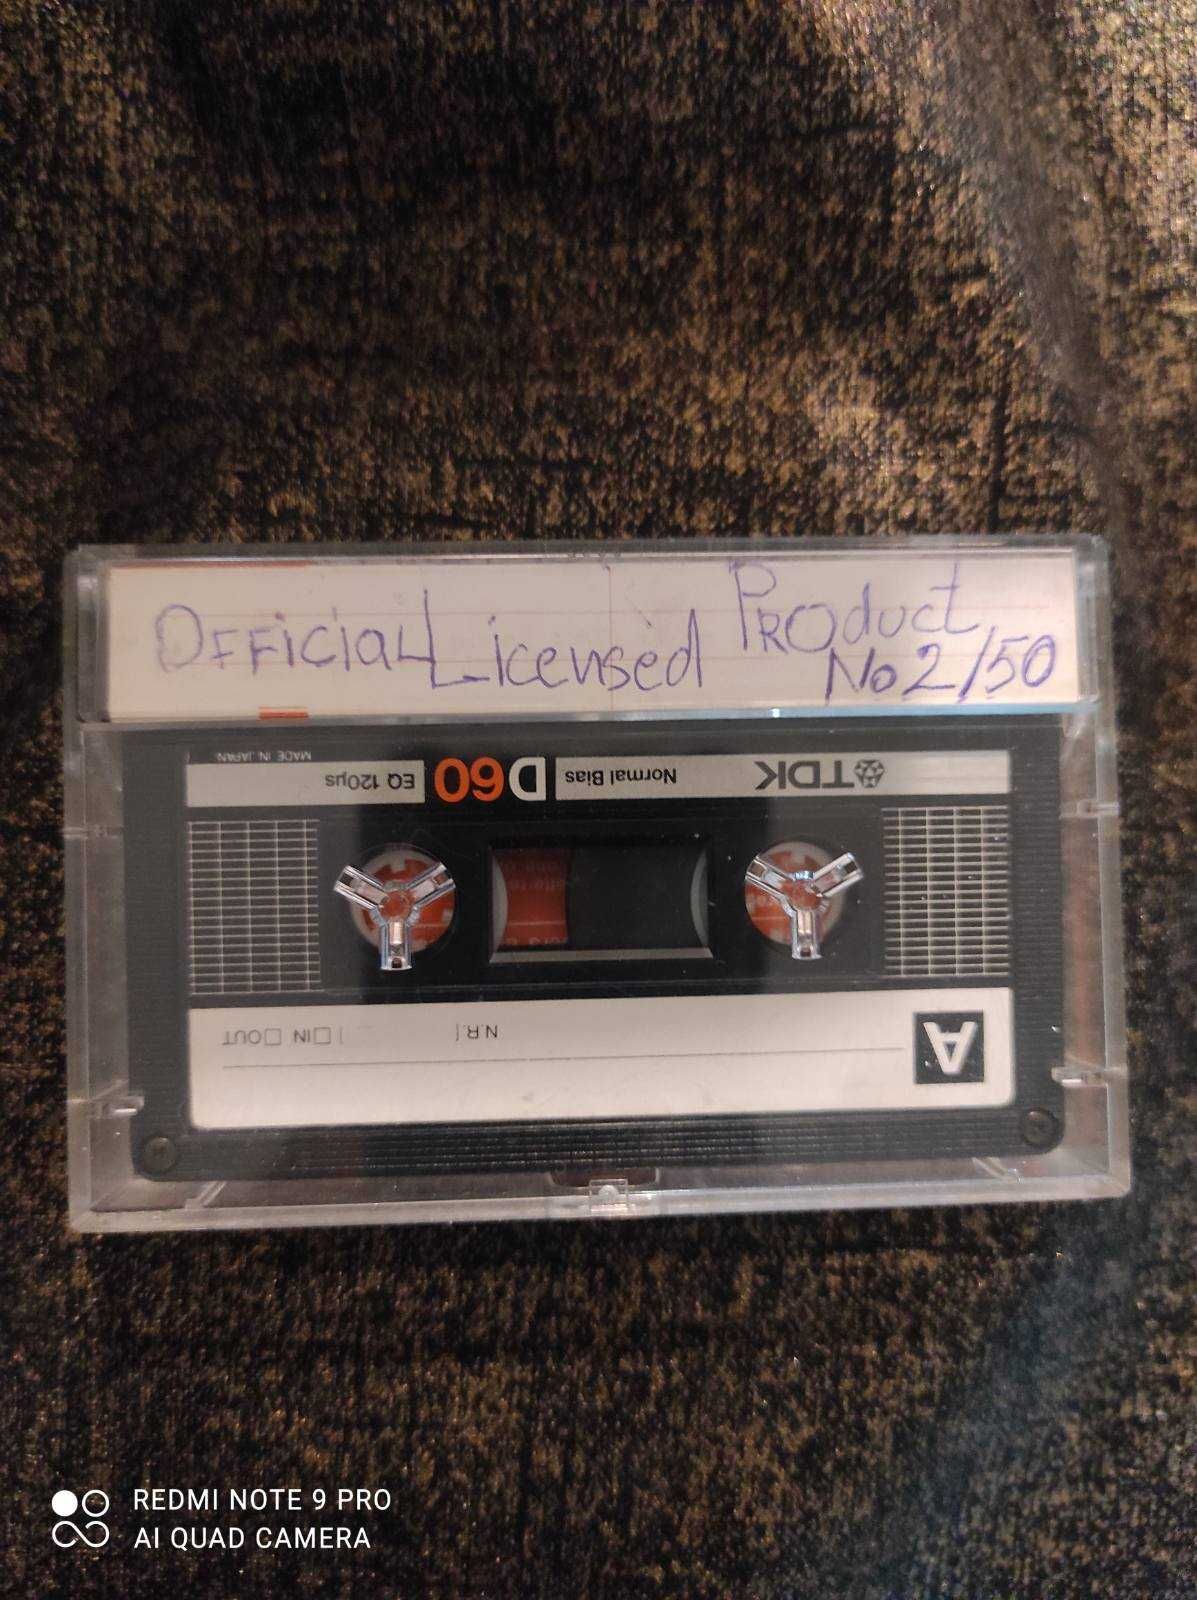 OFFicial Licensed PRODuct
No 2/50
MADE IN JAPAN
TDK Normal Bias D60 EQ 120μs
A
N.R. IN OUT
REDMI NOTE 9 PRO
AI QUAD CAMERA